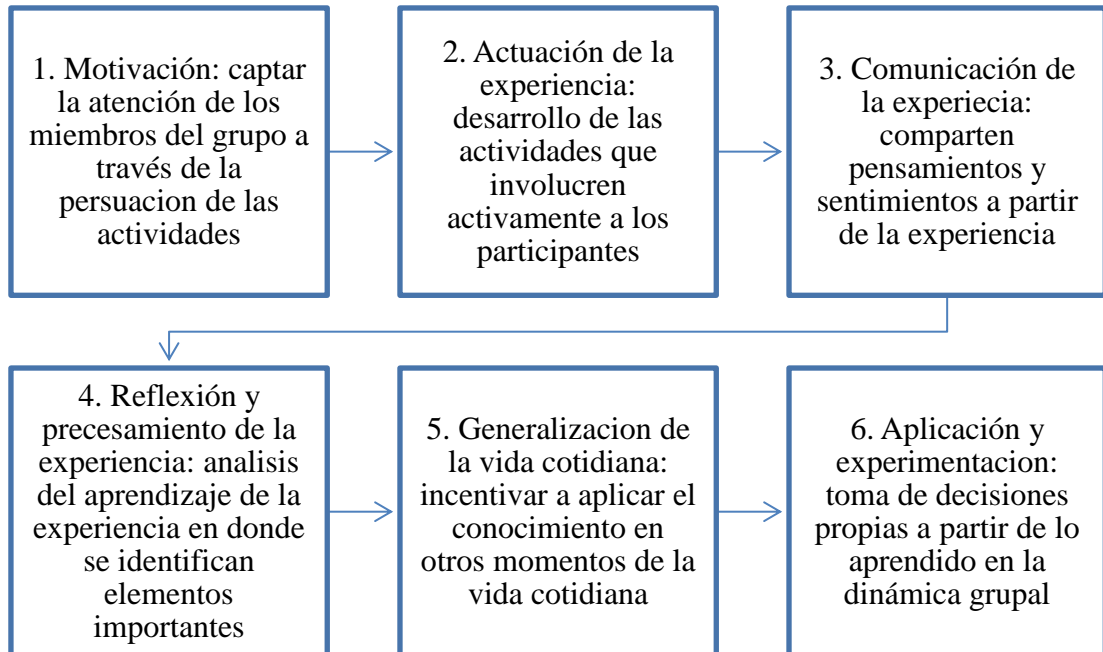 1. Motivación: captar
la atención de los
miembros del grupo a
través de la
persuacion de las
actividades
2. Actuación de la
experiencia:
desarrollo de las
actividades que
involucren
activamente a los
participantes
3. Comunicación de
la experiecia:
comparten
pensamientos y
sentimientos a partir
de la experiencia
4. Reflexión y
precesamiento de la
experiencia: analisis
del aprendizaje de la
experiencia en donde
se identifican
elementos
importantes
5. Generalizacion de
la vida cotidiana:
incentivar a aplicar el
conocimiento en
otros momentos de la
vida cotidiana
6. Aplicación y
experimentacion:
toma de decisiones
propias a partir de lo
aprendido en la
dinámica grupal